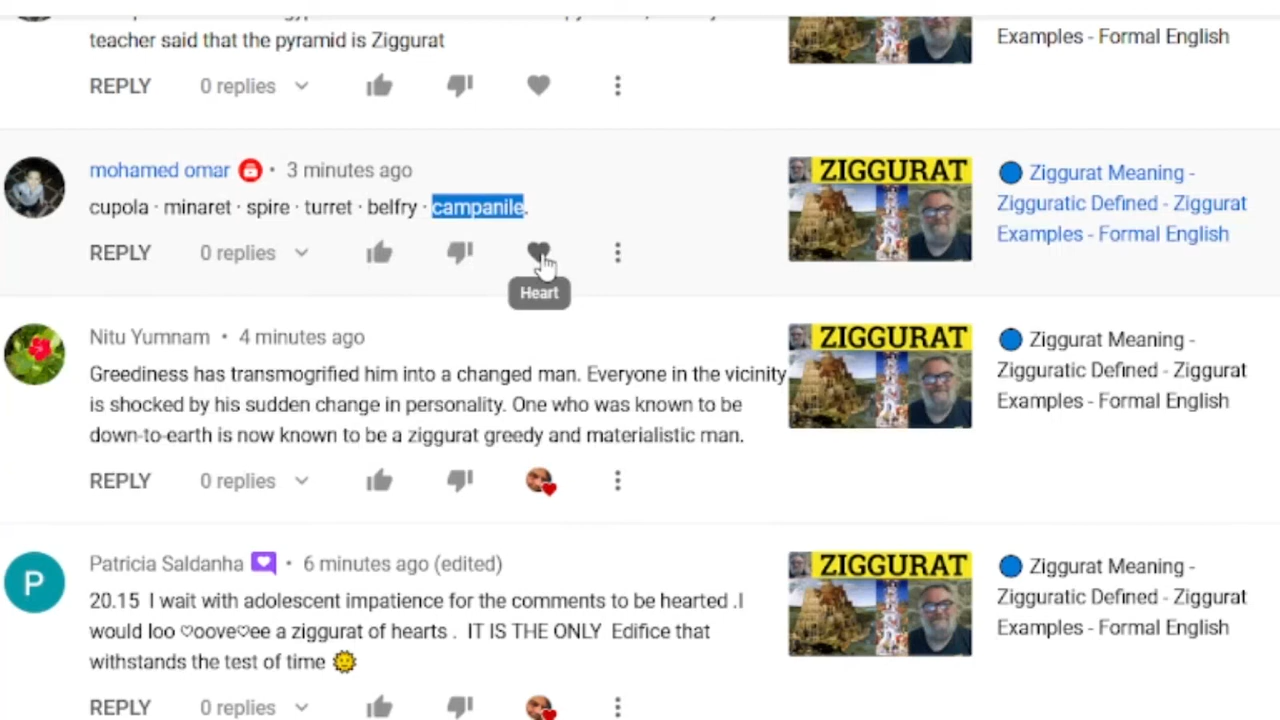 teacher said that the pyramid is Ziggurat
Examples - Formal English
REPLY 0 replies
mohamed omar • 3 minutes ago
cupola · minaret · spire · turret · belfry · campanile.
REPLY 0 replies
Heart
ZIGGURAT
Ziggurat Meaning -
Zigguratic Defined - Ziggurat
Examples - Formal English
Nitu Yumnam • 4 minutes ago
Greediness has transmogrified him into a changed man. Everyone in the vicinity
is shocked by his sudden change in personality. One who was known to be
down-to-earth is now known to be a ziggurat greedy and materialistic man.
REPLY 0 replies
ZIGGURAT
Ziggurat Meaning -
Zigguratic Defined - Ziggurat
Examples - Formal English
Patricia Saldanha • 6 minutes ago (edited)
20.15 I wait with adolescent impatience for the comments to be hearted .I
would loo ♡oove♡ee a ziggurat of hearts . IT IS THE ONLY Edifice that
withstands the test of time 🌞
REPLY 0 replies
ZIGGURAT
Ziggurat Meaning -
Zigguratic Defined - Ziggurat
Examples - Formal English